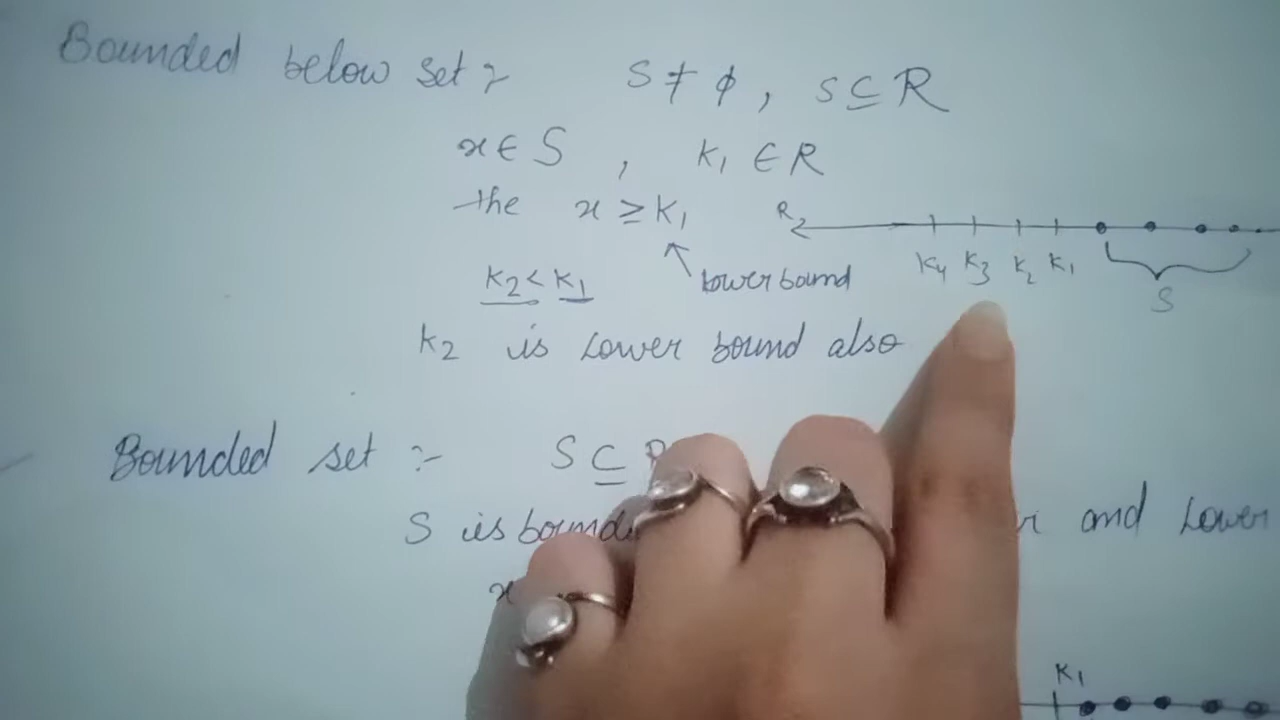 Bounded below set :- S ≠ ϕ, S ⊆ R
x ∈ S , K₁ ∈ R
the x ≥ K₁
R
K₂ < K₁ lower bound
K₄ K₃ K₂ K₁
S
K₂ is lower bound also
Bounded set :- S ⊆
S is and lower
x
K₁